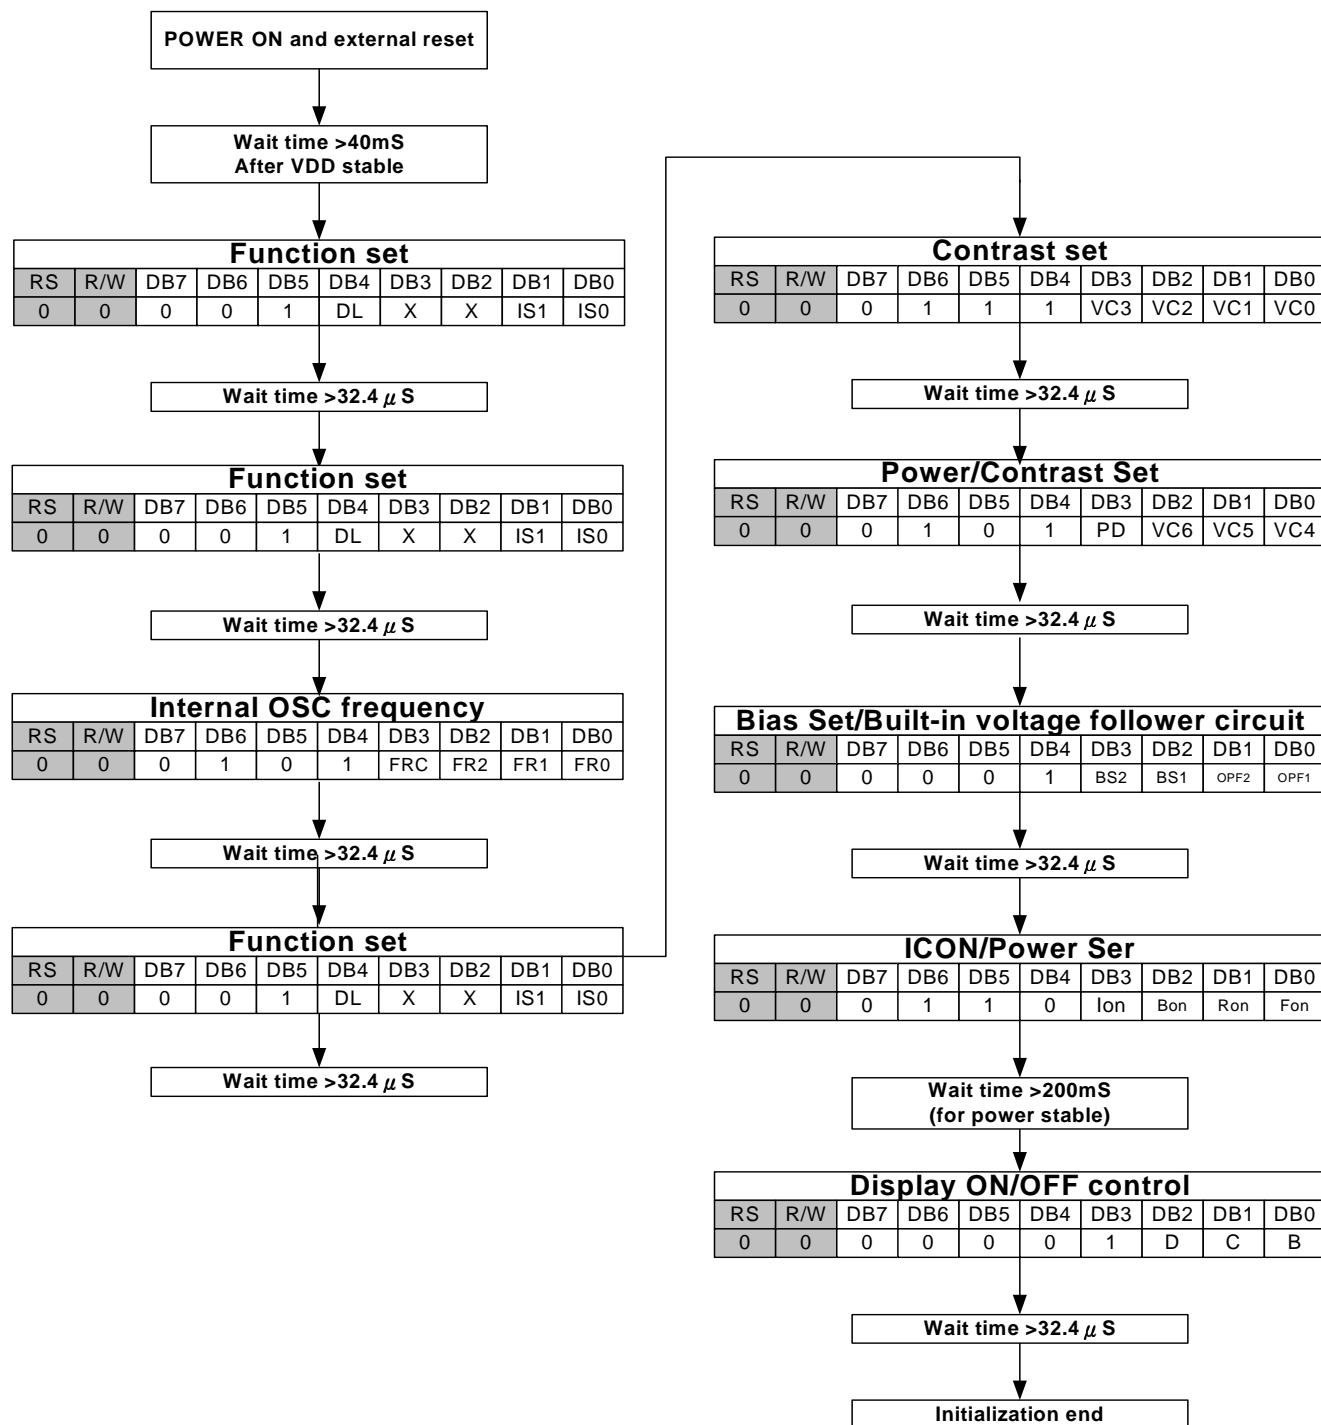 POWER ON and external reset
Wait time >40mS
After VDD stable
Function set
RS R/W DB7 DB6 DB5 DB4 DB3 DB2 DB1 DB0
0 0 0 0 1 DL X X IS1 IS0
Wait time >32.4 μ S
Function set
RS R/W DB7 DB6 DB5 DB4 DB3 DB2 DB1 DB0
0 0 0 0 1 DL X X IS1 IS0
Wait time >32.4 μ S
Internal OSC frequency
RS R/W DB7 DB6 DB5 DB4 DB3 DB2 DB1 DB0
0 0 0 1 0 1 FRC FR2 FR1 FR0
Wait time >32.4 μ S
Function set
RS R/W DB7 DB6 DB5 DB4 DB3 DB2 DB1 DB0
0 0 0 0 1 DL X X IS1 IS0
Wait time >32.4 μ S
Contrast set
RS R/W DB7 DB6 DB5 DB4 DB3 DB2 DB1 DB0
0 0 0 1 1 1 VC3 VC2 VC1 VC0
Wait time >32.4 μ S
Power/Contrast Set
RS R/W DB7 DB6 DB5 DB4 DB3 DB2 DB1 DB0
0 0 0 1 0 1 PD VC6 VC5 VC4
Wait time >32.4 μ S
Bias Set/Built-in voltage follower circuit
RS R/W DB7 DB6 DB5 DB4 DB3 DB2 DB1 DB0
0 0 0 0 0 1 BS2 BS1 OPF2 OPF1
Wait time >32.4 μ S
ICON/Power Ser
RS R/W DB7 DB6 DB5 DB4 DB3 DB2 DB1 DB0
0 0 0 1 1 0 Ion Bon Ron Fon
Wait time >200mS
(for power stable)
Display ON/OFF control
RS R/W DB7 DB6 DB5 DB4 DB3 DB2 DB1 DB0
0 0 0 0 0 0 1 D C B
Wait time >32.4 μ S
Initialization end